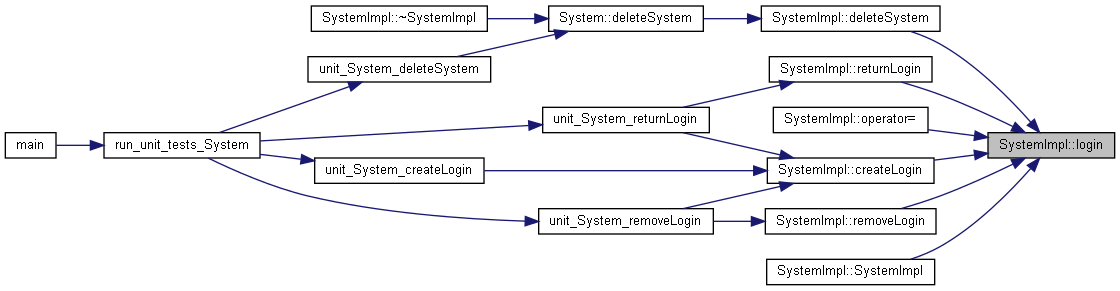 SystemImpl::~SystemImpl
System::deleteSystem
SystemImpl::deleteSystem
unit_System_deleteSystem
SystemImpl::returnLogin
unit_System_returnLogin
SystemImpl::operator=
main
run_unit_tests_System
SystemImpl::login
unit_System_createLogin
SystemImpl::createLogin
unit_System_removeLogin
SystemImpl::removeLogin
SystemImpl::SystemImpl